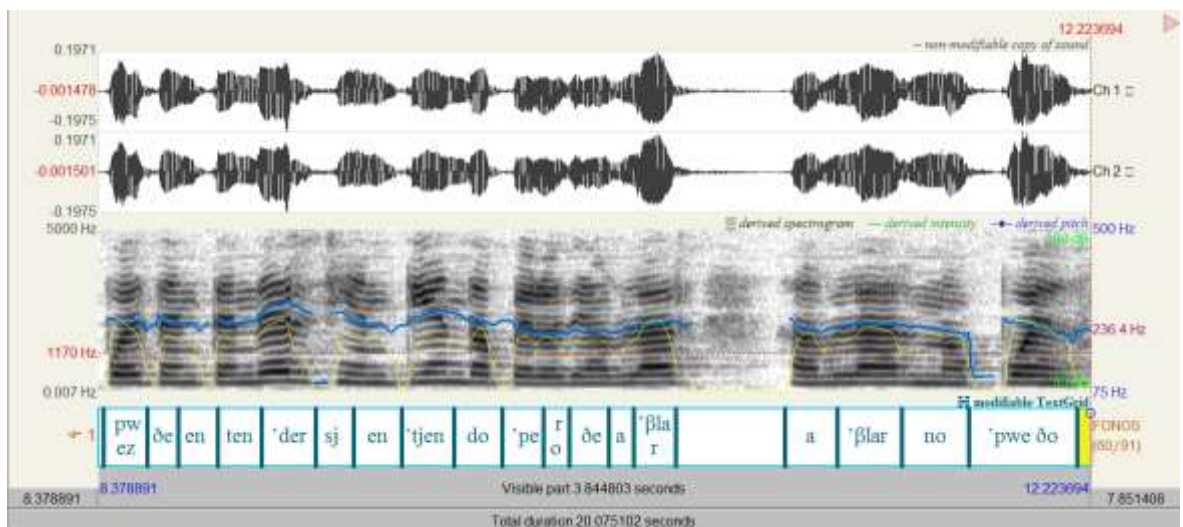 12.223694
0.1971
– non-modifiable copy of sound
-0.001478
Ch 1
-0.1975
0.1971
-0.001501
Ch 2
-0.1975
5000 Hz
derived spectrogram — derived intensity derived pitch
500 Hz
1170 Hz
236.4 Hz
0.007 Hz
75 Hz
modifiable TextGrid
1
pw ez ðe en ten ˈder sj en ˈtjen do ˈpe r o ðe a ˈβla r a ˈβlar no ˈpwe ðo
FONOS
(60/91)
8.378891
8.378891 Visible part 3.844803 seconds 12.223694
7.851408
Total duration 20.075102 seconds